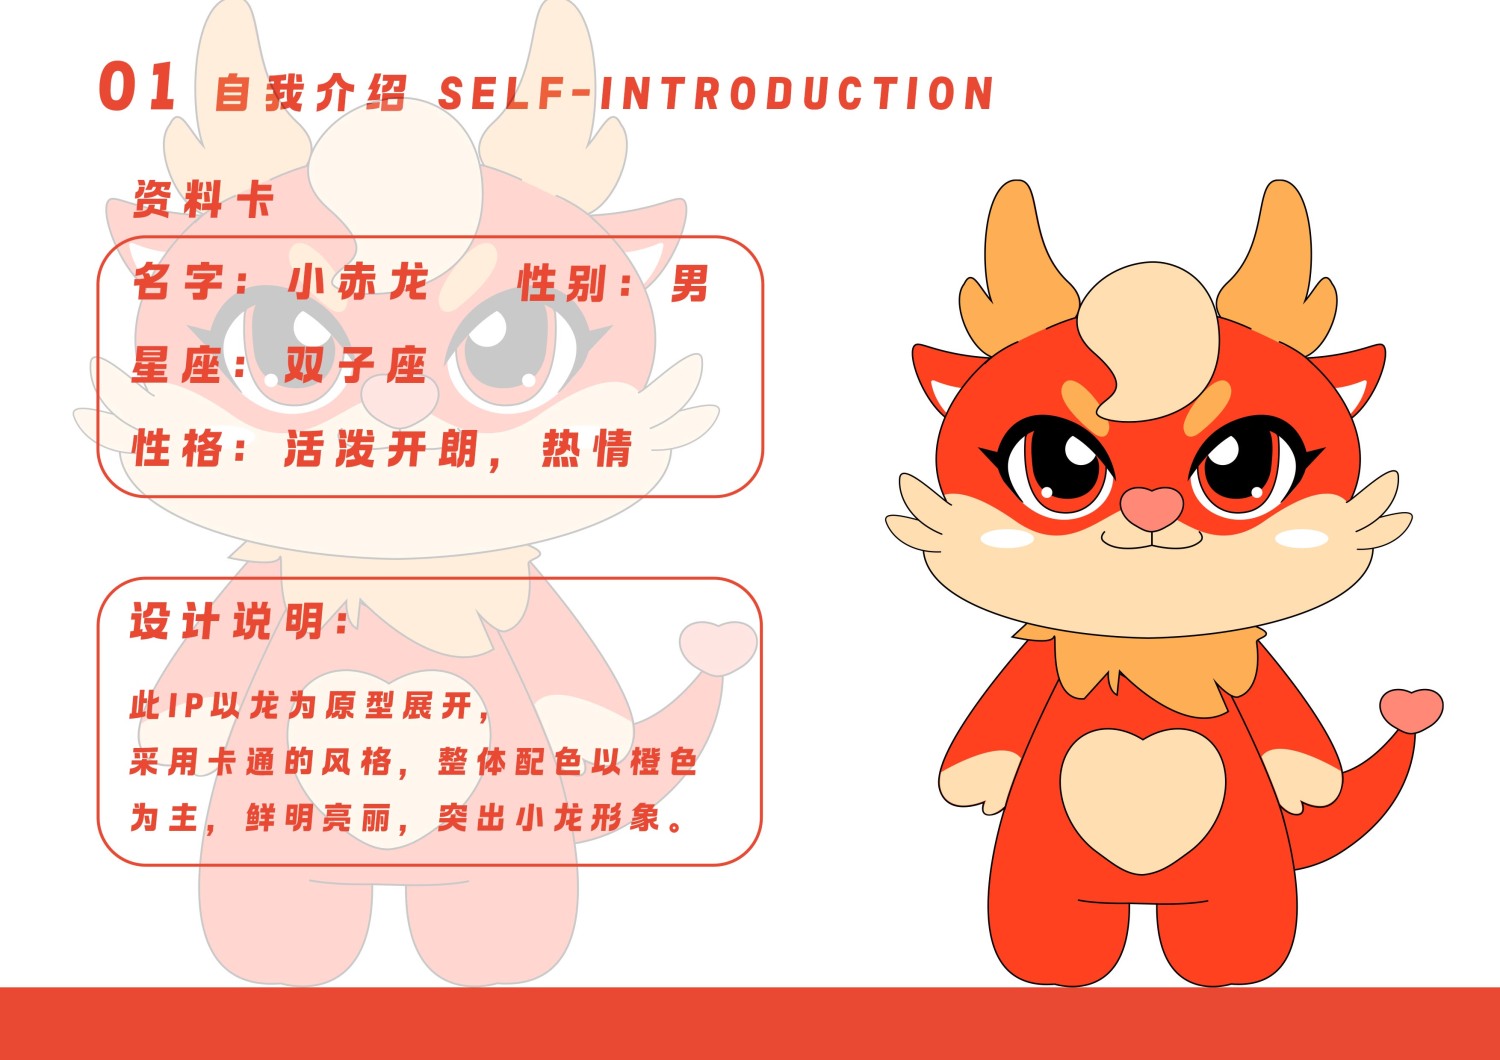 01 自我介绍 SELF-INTRODUCTION
资料卡
名字：小赤龙 性别：男
星座：双子座
性格：活泼开朗，热情
设计说明：
此IP以龙为原型展开，
采用卡通的风格，整体配色以橙色
为主，鲜明亮丽，突出小龙形象。